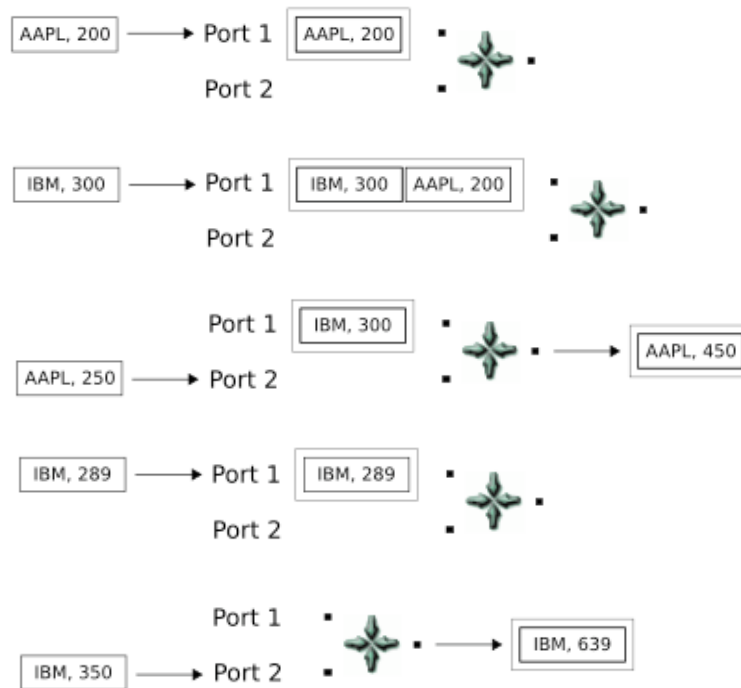 AAPL, 200 Port 1 AAPL, 200
Port 2
IBM, 300 Port 1 IBM, 300 AAPL, 200
Port 2
Port 1 IBM, 300
AAPL, 450
AAPL, 250 Port 2
IBM, 289 Port 1 IBM, 289
Port 2
Port 1
IBM, 639
IBM, 350 Port 2